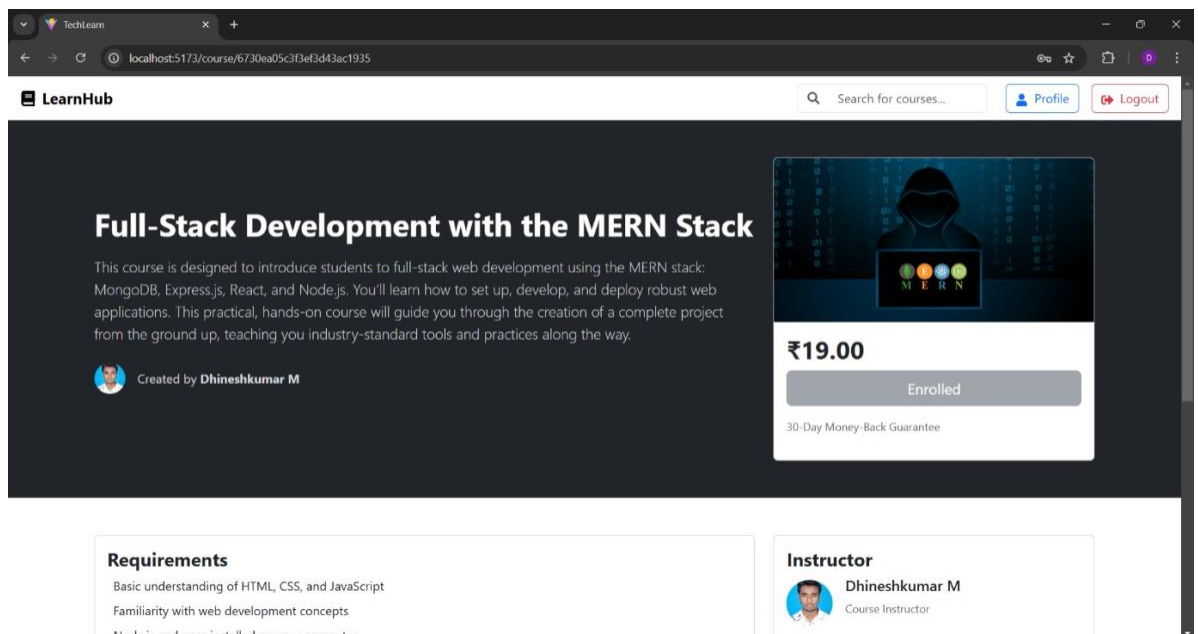 TechLearn
localhost:5173/course/6730ea05c3f3ef3d43ac1935
D
LearnHub
Search for courses...
Profile
Logout
Full-Stack Development with the MERN Stack
This course is designed to introduce students to full-stack web development using the MERN stack:
MongoDB, Express.js, React, and Node.js. You'll learn how to set up, develop, and deploy robust web
applications. This practical, hands-on course will guide you through the creation of a complete project
from the ground up, teaching you industry-standard tools and practices along the way.
Created by Dhineshkumar M
MERN
₹19.00
Enrolled
30-Day Money-Back Guarantee
Requirements
Basic understanding of HTML, CSS, and JavaScript
Familiarity with web development concepts
Instructor
Dhineshkumar M
Course Instructor